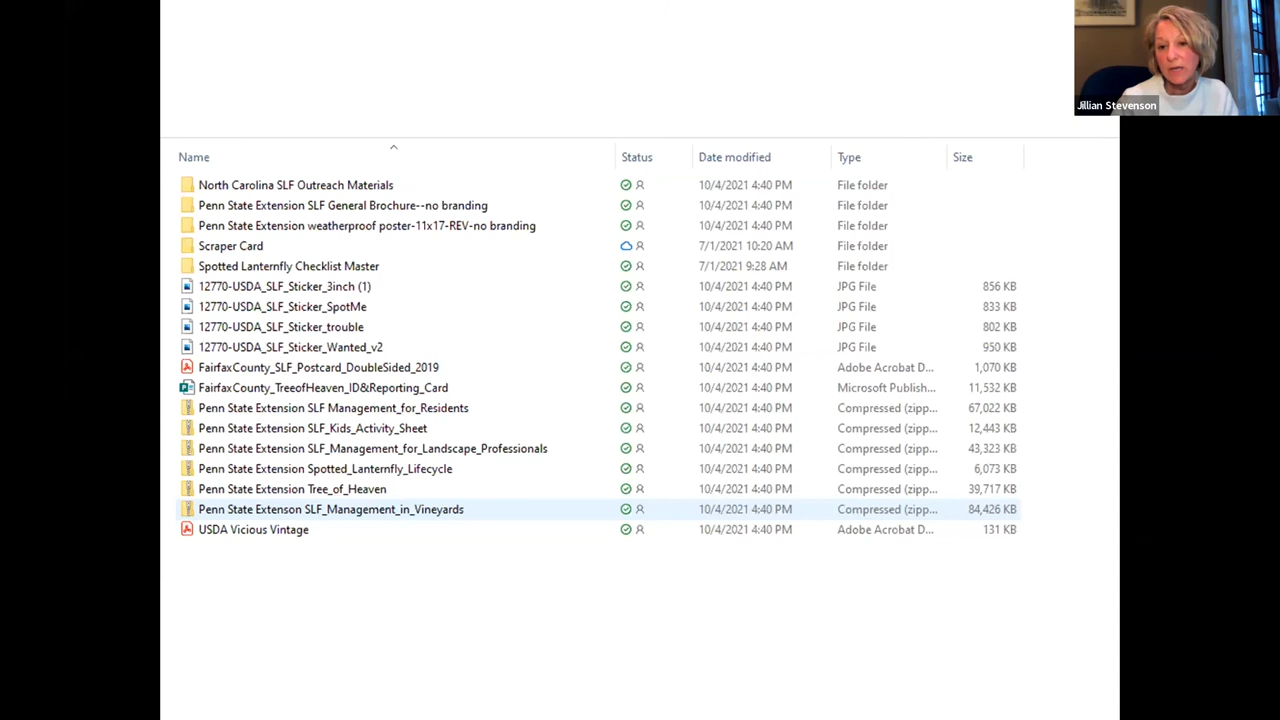 Jillian Stevenson
Name Status Date modified Type Size
North Carolina SLF Outreach Materials 10/4/2021 4:40 PM File folder
Penn State Extension SLF General Brochure--no branding 10/4/2021 4:40 PM File folder
Penn State Extension weatherproof poster-11x17-REV-no branding 10/4/2021 4:40 PM File folder
Scraper Card 7/1/2021 10:20 AM File folder
Spotted Lanternfly Checklist Master 7/1/2021 9:28 AM File folder
12770-USDA_SLF_Sticker_3inch (1) 10/4/2021 4:40 PM JPG File 856 KB
12770-USDA_SLF_Sticker_SpotMe 10/4/2021 4:40 PM JPG File 833 KB
12770-USDA_SLF_Sticker_trouble 10/4/2021 4:40 PM JPG File 802 KB
12770-USDA_SLF_Sticker_Wanted_v2 10/4/2021 4:40 PM JPG File 950 KB
FairfaxCounty_SLF_Postcard_DoubleSided_2019 10/4/2021 4:40 PM Adobe Acrobat D... 1,070 KB
FairfaxCounty_TreeofHeaven_ID&Reporting_Card 10/4/2021 4:40 PM Microsoft Publish... 11,532 KB
Penn State Extension SLF Management_for_Residents 10/4/2021 4:40 PM Compressed (zipp... 67,022 KB
Penn State Extension SLF_Kids_Activity_Sheet 10/4/2021 4:40 PM Compressed (zipp... 12,443 KB
Penn State Extension SLF_Management_for_Landscape_Professionals 10/4/2021 4:40 PM Compressed (zipp... 43,323 KB
Penn State Extension Spotted_Lanternfly_Lifecycle 10/4/2021 4:40 PM Compressed (zipp... 6,073 KB
Penn State Extension Tree_of_Heaven 10/4/2021 4:40 PM Compressed (zipp... 39,717 KB
Penn State Extenson SLF_Management_in_Vineyards 10/4/2021 4:40 PM Compressed (zipp... 84,426 KB
USDA Vicious Vintage 10/4/2021 4:40 PM Adobe Acrobat D... 131 KB